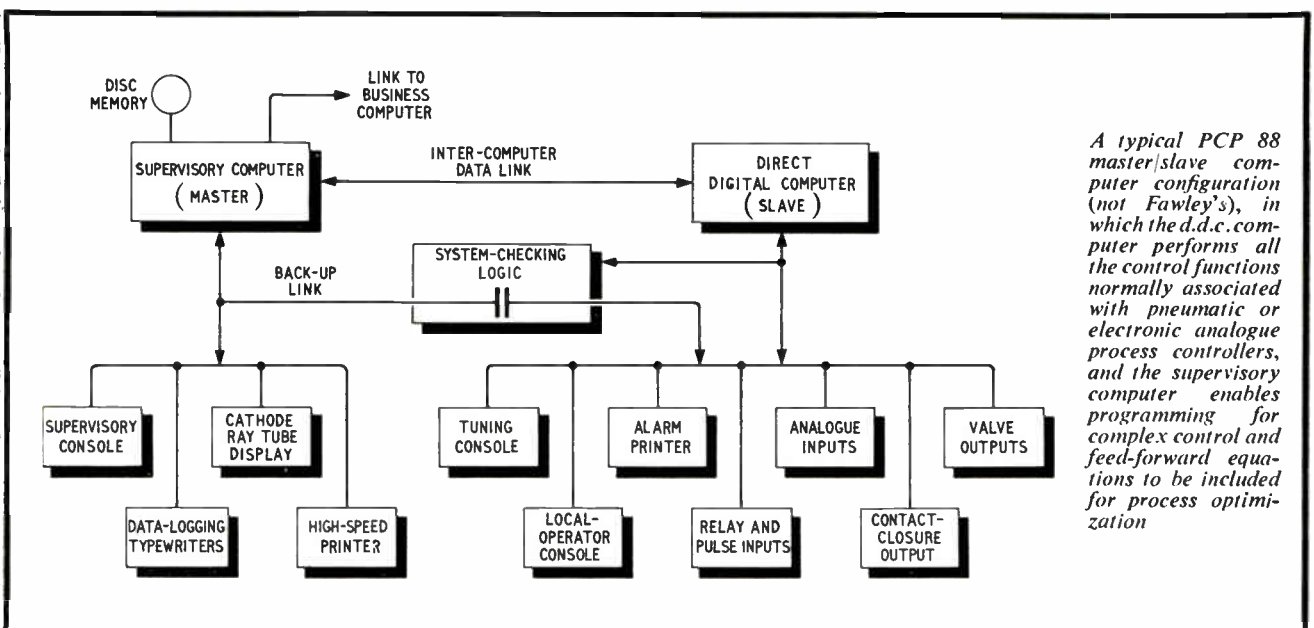 DISC
MEMORY
LINK TO
BUSINESS
COMPUTER
SUPERVISORY COMPUTER
(MASTER)
INTER-COMPUTER
DATA LINK
DIRECT
DIGITAL COMPUTER
(SLAVE)
BACK-UP
LINK
SYSTEM-CHECKING
LOGIC
SUPERVISORY
CONSOLE
CATHODE
RAY TUBE
DISPLAY
DATA-LOGGING
TYPEWRITERS
HIGH-SPEED
PRINTER
TUNING
CONSOLE
ALARM
PRINTER
ANALOGUE
INPUTS
VALVE
OUTPUTS
LOCAL-
OPERATOR
CONSOLE
RELAY AND
PULSE INPUTS
CONTACT-
CLOSURE
OUTPUT
A typical PCP 88
master/slave com-
puter configuration
(not Fawley's), in
which the d.d.c. com-
puter performs all
the control functions
normally associated
with pneumatic or
electronic analogue
process controllers,
and the supervisory
computer enables
programming for
complex control and
feed-forward equa-
tions to be included
for process optimi-
zation